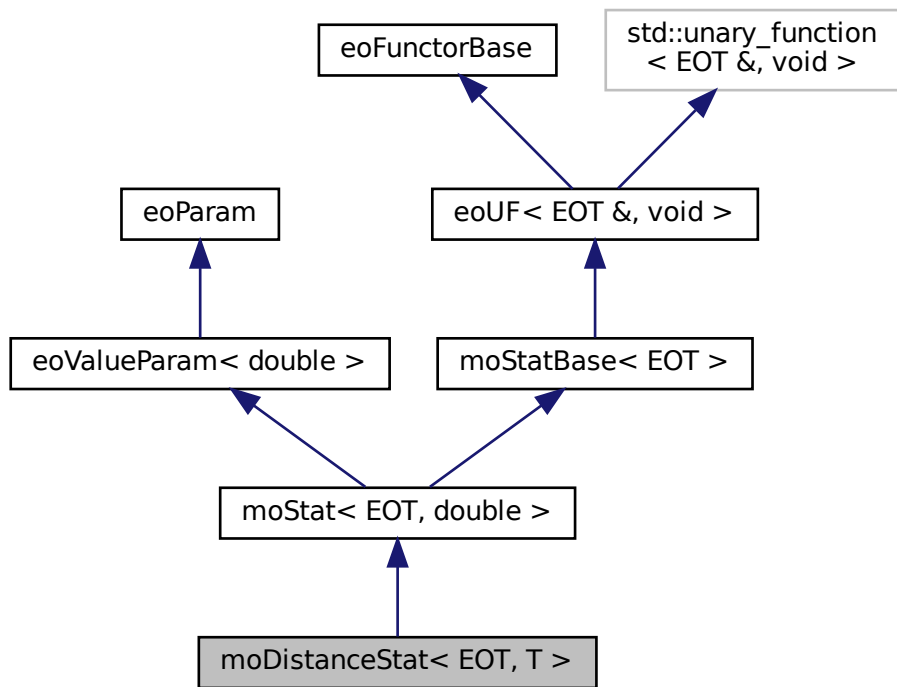 eoFunctorBase
std::unary_function
< EOT &, void >
eoParam
eoUF< EOT &, void >
eoValueParam< double >
moStatBase< EOT >
moStat< EOT, double >
moDistanceStat< EOT, T >